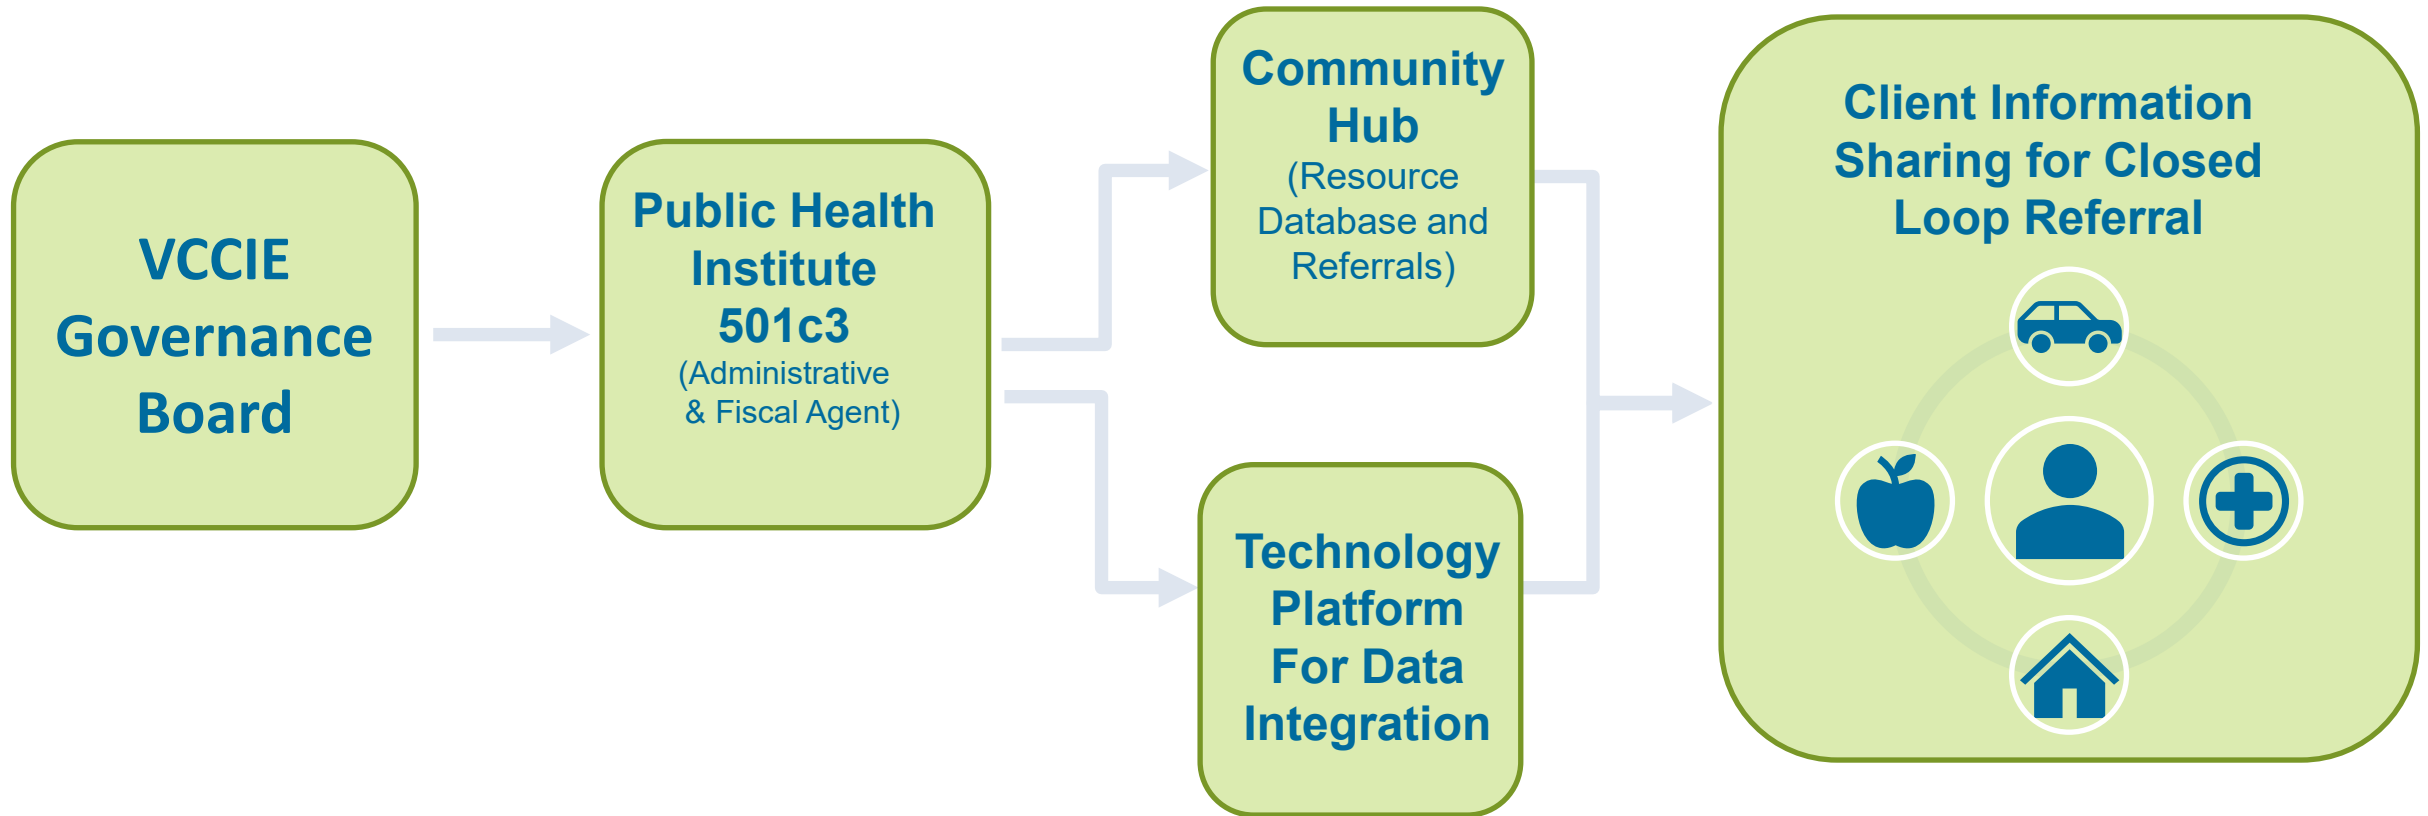 VCCIE
Governance
Board
Public Health
Institute
501c3
(Administrative
& Fiscal Agent)
Community
Hub
(Resource
Database and
Referrals)
Technology
Platform
For Data
Integration
Client Information
Sharing for Closed
Loop Referral